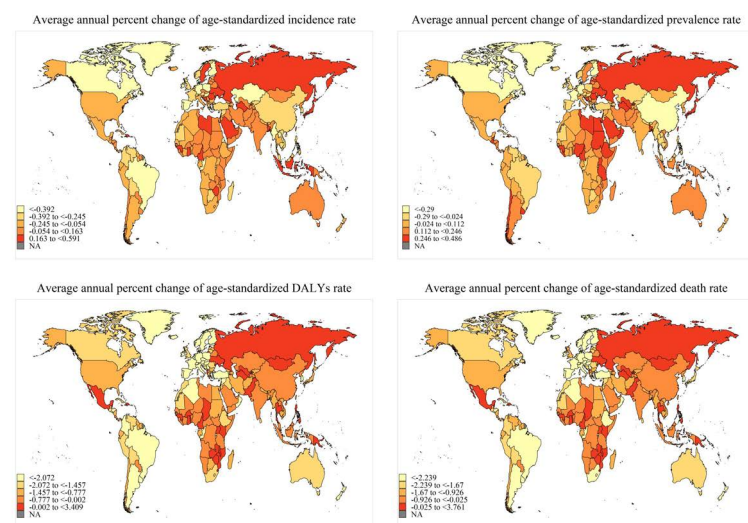 Average annual percent change of age-standardized incidence rate
Average annual percent change of age-standardized prevalence rate
<-0.392
-0.392 to <-0.245
-0.245 to <-0.054
-0.054 to <0.163
0.163 to <0.591
NA
<-0.29
-0.29 to <-0.024
-0.024 to <0.112
0.112 to <0.246
0.246 to <0.486
NA
Average annual percent change of age-standardized DALYs rate
Average annual percent change of age-standardized death rate
<-2.072
-2.072 to <-1.457
-1.457 to <-0.777
-0.777 to <-0.002
-0.002 to <3.409
NA
<-2.239
-2.239 to <-1.67
-1.67 to <-0.926
-0.926 to <-0.025
-0.025 to <3.761
NA